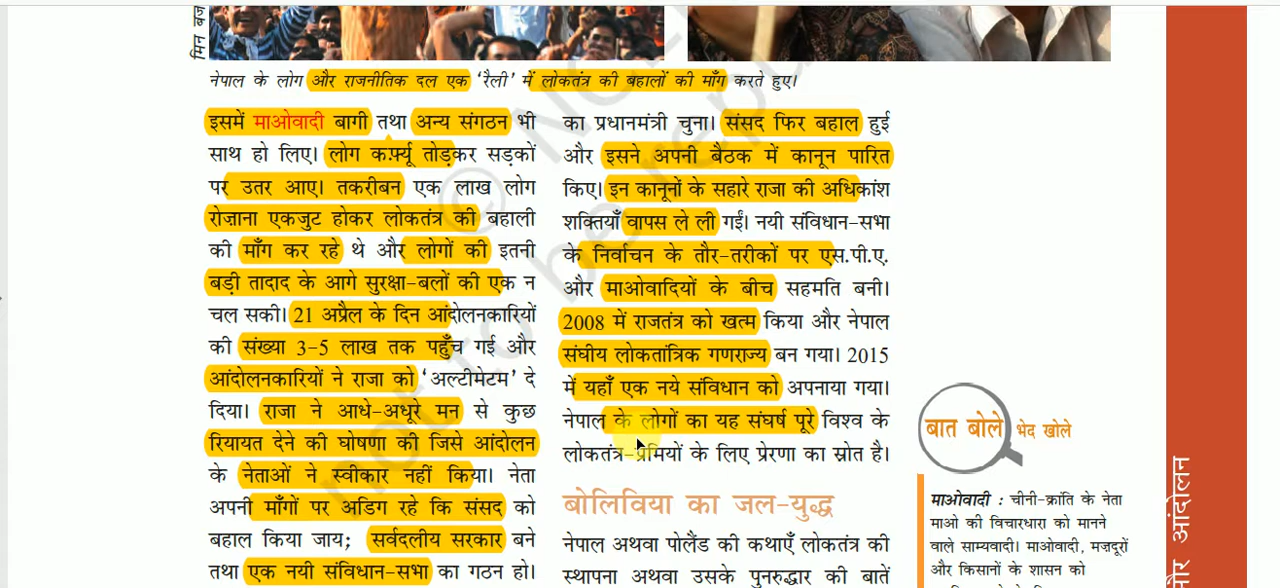 मिन बज
नेपाल के लोग और राजनीतिक दल एक ‘रैली’ में लोकतंत्र की बहालों की माँग करते हुए।
इसमें माओवादी बागी तथा अन्य संगठन भी
साथ हो लिए। लोग कर्फ्यू तोड़कर सड़कों
पर उतर आए। तकरीबन एक लाख लोग
रोज़ाना एकजुट होकर लोकतंत्र की बहाली
की माँग कर रहे थे और लोगों की इतनी
बड़ी तादाद के आगे सुरक्षा-बलों की एक न
चल सकी। 21 अप्रैल के दिन आंदोलनकारियों
की संख्या 3-5 लाख तक पहुँच गई और
आंदोलनकारियों ने राजा को ‘अल्टीमेटम’ दे
दिया। राजा ने आधे-अधूरे मन से कुछ
रियायत देने की घोषणा की जिसे आंदोलन
के नेताओं ने स्वीकार नहीं किया। नेता
अपनी माँगों पर अडिग रहे कि संसद को
बहाल किया जाय; सर्वदलीय सरकार बने
तथा एक नयी संविधान-सभा का गठन हो।
का प्रधानमंत्री चुना। संसद फिर बहाल हुई
और इसने अपनी बैठक में कानून पारित
किए। इन कानूनों के सहारे राजा की अधिकांश
शक्तियाँ वापस ले ली गईं। नयी संविधान-सभा
के निर्वाचन के तौर-तरीकों पर एस.पी.ए.
और माओवादियों के बीच सहमति बनी।
2008 में राजतंत्र को खत्म किया और नेपाल
संघीय लोकतांत्रिक गणराज्य बन गया। 2015
में यहाँ एक नये संविधान को अपनाया गया।
नेपाल के लोगों का यह संघर्ष पूरे विश्व के
लोकतंत्र-प्रेमियों के लिए प्रेरणा का स्रोत है।
बोलिविया का जल-युद्ध
नेपाल अथवा पोलैंड की कथाएँ लोकतंत्र की
स्थापना अथवा उसके पुनरुद्धार की बातें
बात बोले भेद खोले
माओवादी : चीनी-क्रांति के नेता
माओ की विचारधारा को मानने
वाले साम्यवादी। माओवादी, मज़दूरों
और किसानों के शासन को
और आंदोलन
not to be rep